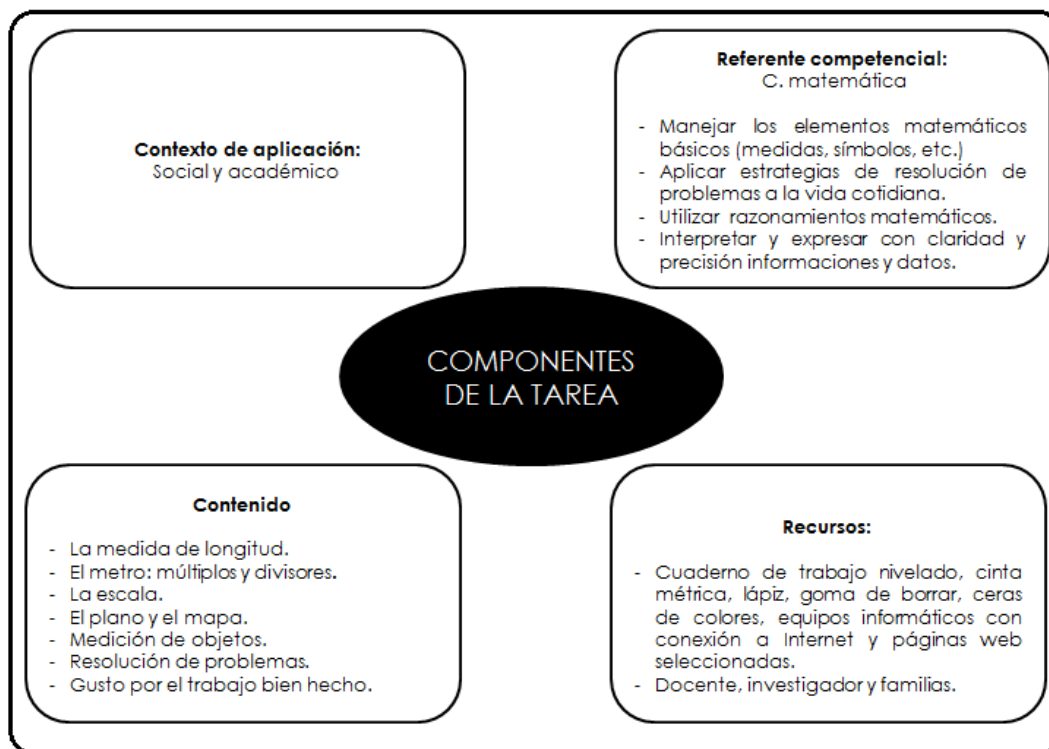 Contexto de aplicación:
Social y académico
Referente competencial:
C. matemática
- Manejar los elementos matemáticos
básicos (medidas, símbolos, etc.)
- Aplicar estrategias de resolución de
problemas a la vida cotidiana.
- Utilizar razonamientos matemáticos.
- Interpretar y expresar con claridad y
precisión informaciones y datos.
COMPONENTES
DE LA TAREA
Contenido
- La medida de longitud.
- El metro: múltiplos y divisores.
- La escala.
- El plano y el mapa.
- Medición de objetos.
- Resolución de problemas.
- Gusto por el trabajo bien hecho.
Recursos:
- Cuaderno de trabajo nivelado, cinta
métrica, lápiz, goma de borrar, ceras
de colores, equipos informáticos con
conexión a Internet y páginas web
seleccionadas.
- Docente, investigador y familias.